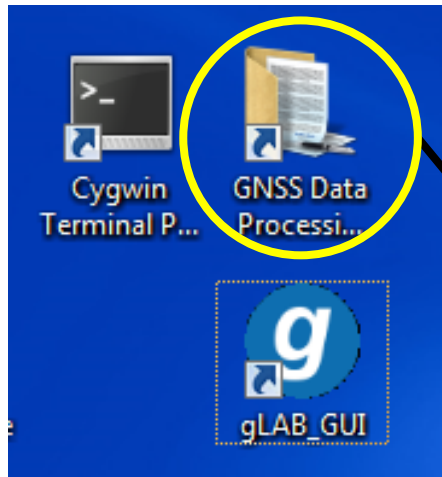 >_
Cygwin
Terminal P...
GNSS Data
Processi...
g
gLAB_GUI
e